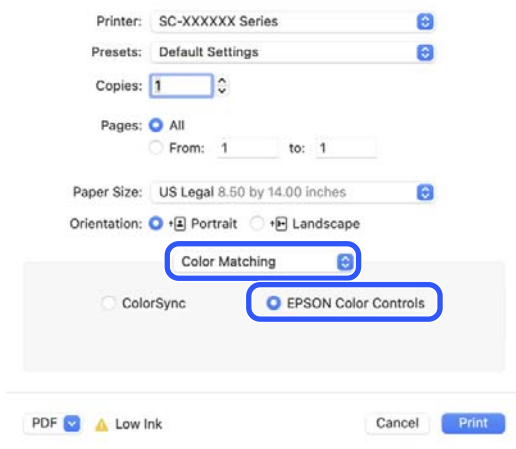 Printer: SC-XXXXXX Series
Presets: Default Settings
Copies: 1
Pages: All
From: 1 to: 1
Paper Size: US Legal 8.50 by 14.00 inches
Orientation: Portrait Landscape
Color Matching
ColorSync EPSON Color Controls
PDF Low Ink Cancel Print